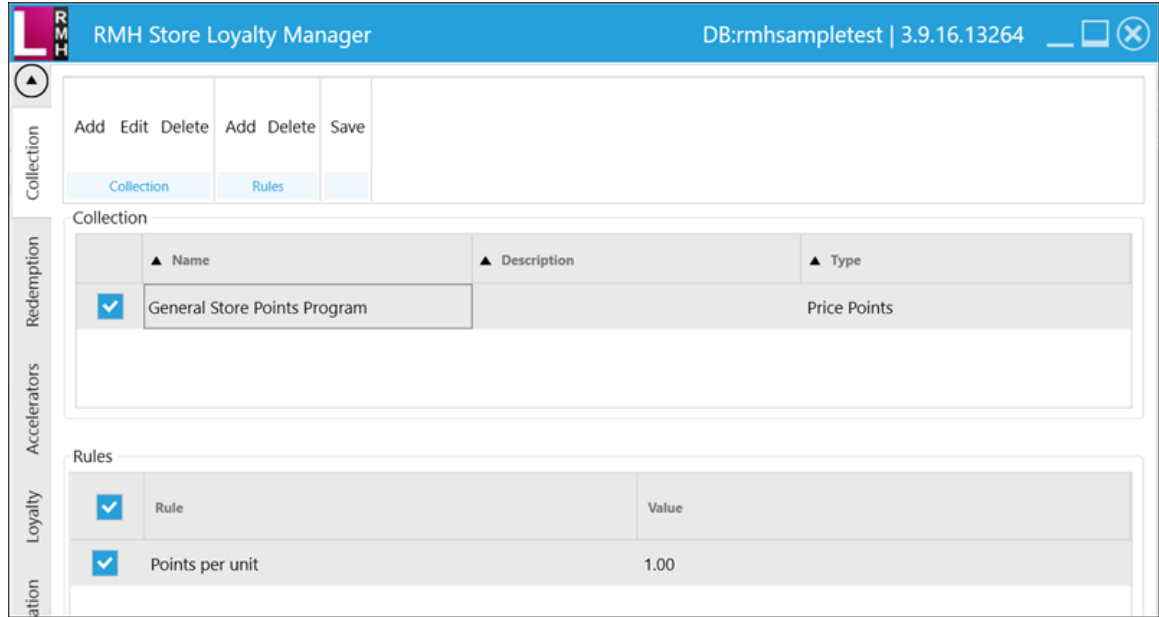 L RMH RMH Store Loyalty Manager DB:rmhsampletest | 3.9.16.13264
Add Edit Delete Add Delete Save
Collection Rules
Collection
Redemption
Accelerators
Loyalty
ation
Collection
▲ Name ▲ Description ▲ Type
General Store Points Program Price Points
Rules
Rule Value
Points per unit 1.00